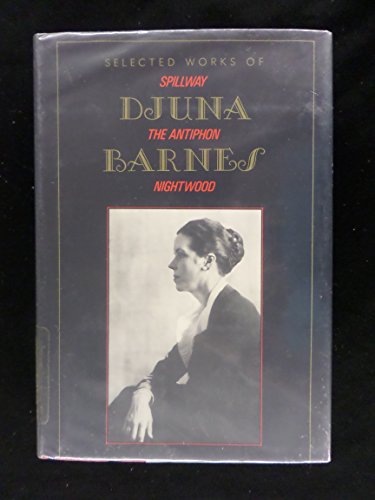 SELECTED WORKS OF
SPILLWAY
DJUNA
THE ANTIPHON
BARNES
NIGHTWOOD